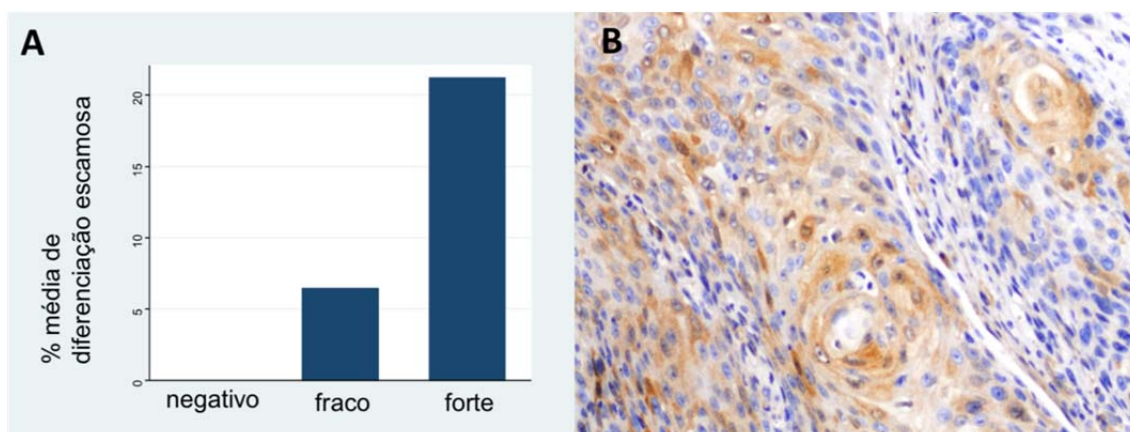 A
% média de
diferenciação escamosa
20
15
10
5
0
negativo fraco forte
B